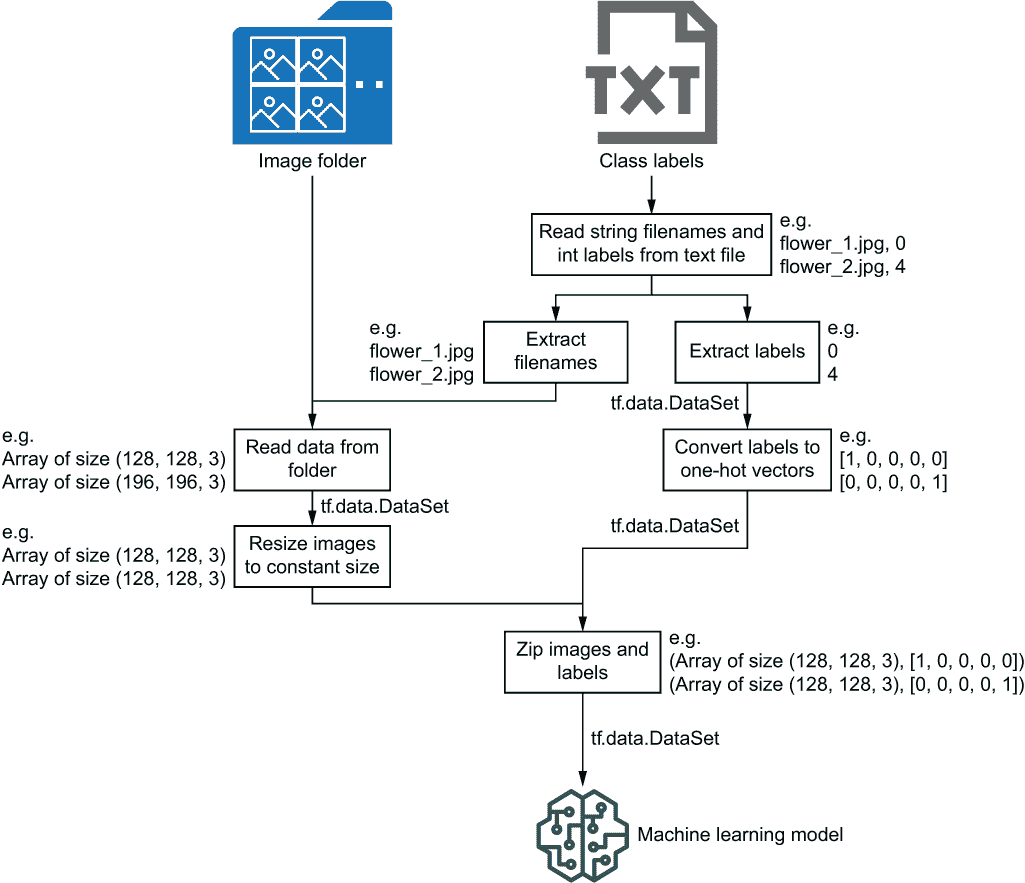 TXT
Image folder
Class labels
Read string filenames and
int labels from text file
e.g.
flower_1.jpg, 0
flower_2.jpg, 4
e.g.
flower_1.jpg
flower_2.jpg
Extract
filenames
Extract labels
e.g.
0
4
tf.data.DataSet
e.g.
Array of size (128, 128, 3)
Array of size (196, 196, 3)
Read data from
folder
Convert labels to
one-hot vectors
e.g.
[1, 0, 0, 0, 0]
[0, 0, 0, 0, 1]
tf.data.DataSet
tf.data.DataSet
e.g.
Array of size (128, 128, 3)
Array of size (128, 128, 3)
Resize images
to constant size
Zip images and
labels
e.g.
(Array of size (128, 128, 3), [1, 0, 0, 0, 0])
(Array of size (128, 128, 3), [0, 0, 0, 0, 1])
tf.data.DataSet
Machine learning model